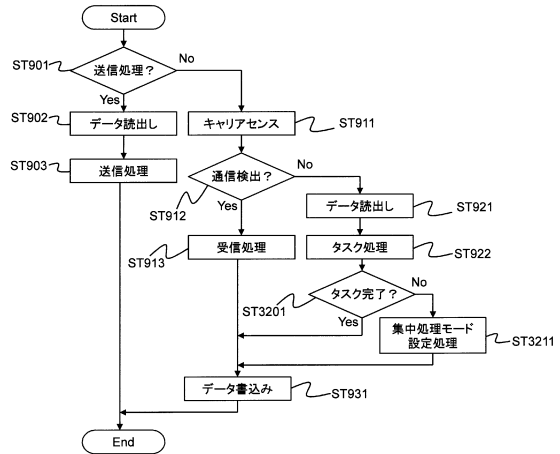 Start
ST901
送信処理？
No
Yes
ST902
データ読出し
キャリアセンス
ST911
ST903
送信処理
通信検出？
No
ST912
Yes
データ読出し
ST921
受信処理
ST913
タスク処理
ST922
タスク完了？
No
ST3201
Yes
集中処理モード
設定処理
ST3211
データ書込み
ST931
End